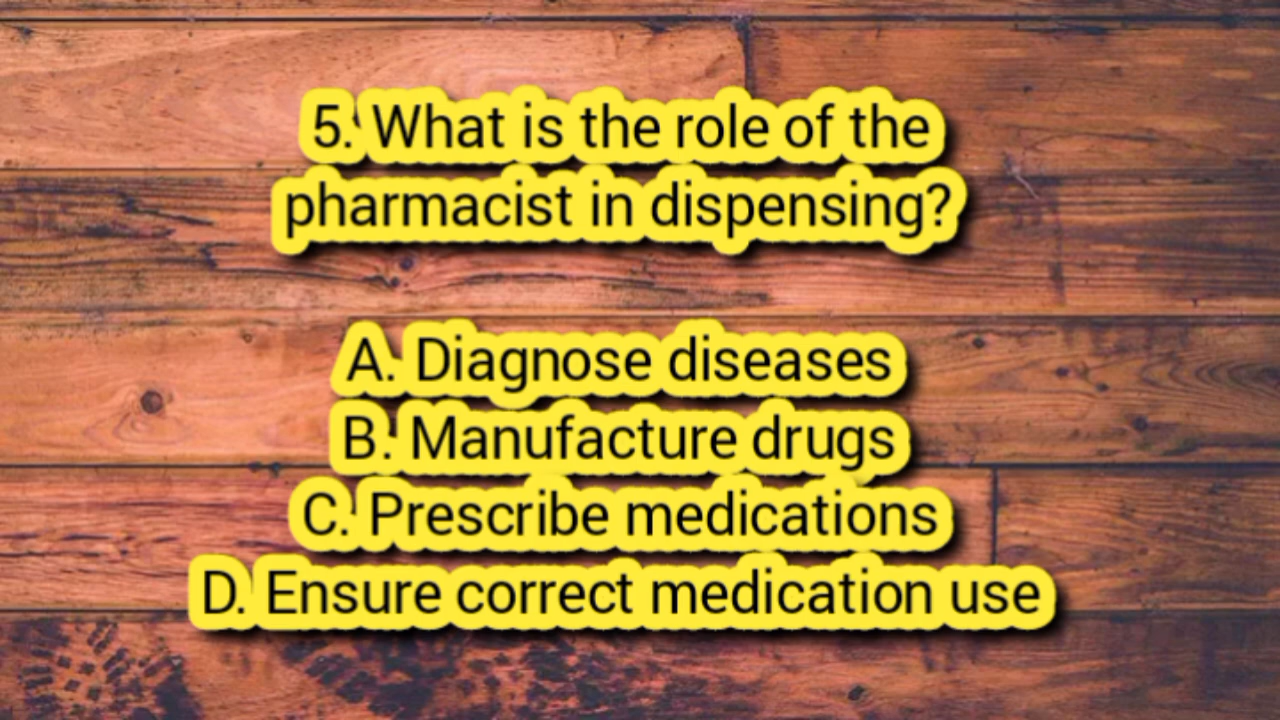 5. What is the role of the
pharmacist in dispensing?
A. Diagnose diseases
B. Manufacture drugs
C. Prescribe medications
D. Ensure correct medication use